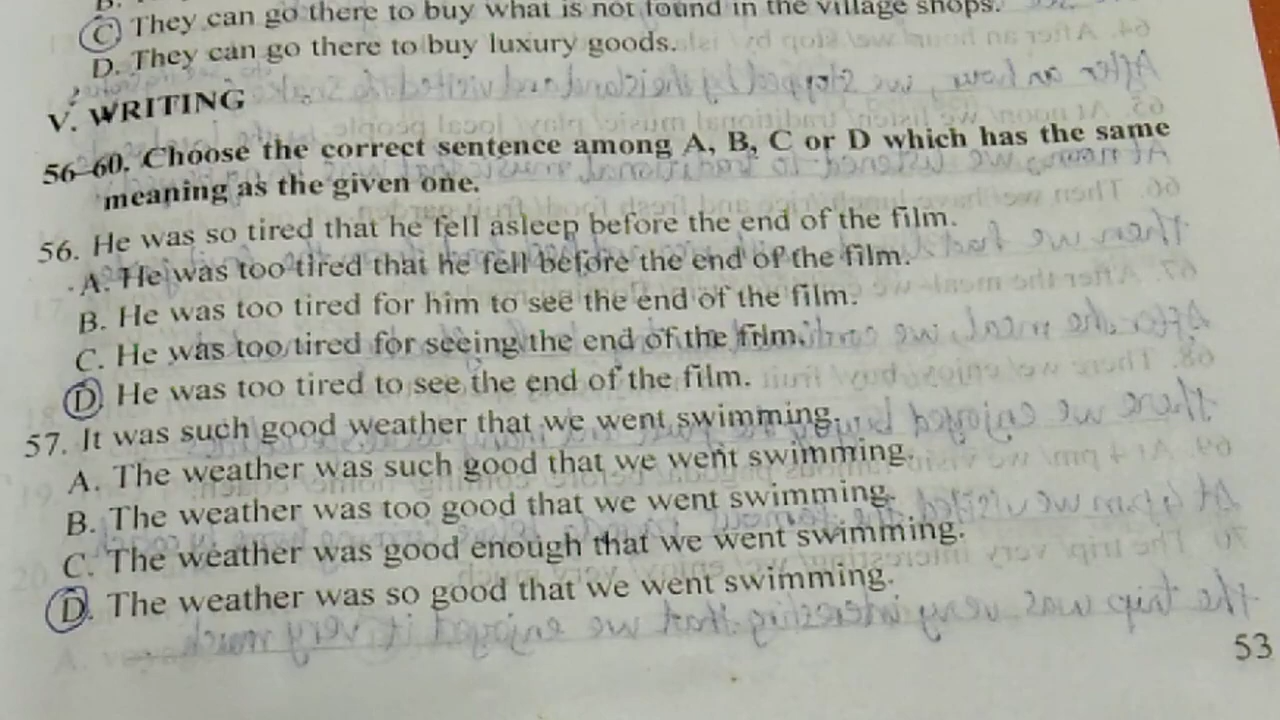 B.
C. They can go there to buy what is not found in the village shops.
D. They can go there to buy luxury goods.
V. WRITING
56-60. Choose the correct sentence among A, B, C or D which has the same
meaning as the given one.
56. He was so tired that he fell asleep before the end of the film.
A. He was too tired that he fell before the end of the film.
B. He was too tired for him to see the end of the film.
C. He was too tired for seeing the end of the film.
D. He was too tired to see the end of the film.
57. It was such good weather that we went swimming.
A. The weather was such good that we went swimming.
B. The weather was too good that we went swimming.
C. The weather was good enough that we went swimming.
D. The weather was so good that we went swimming.
53